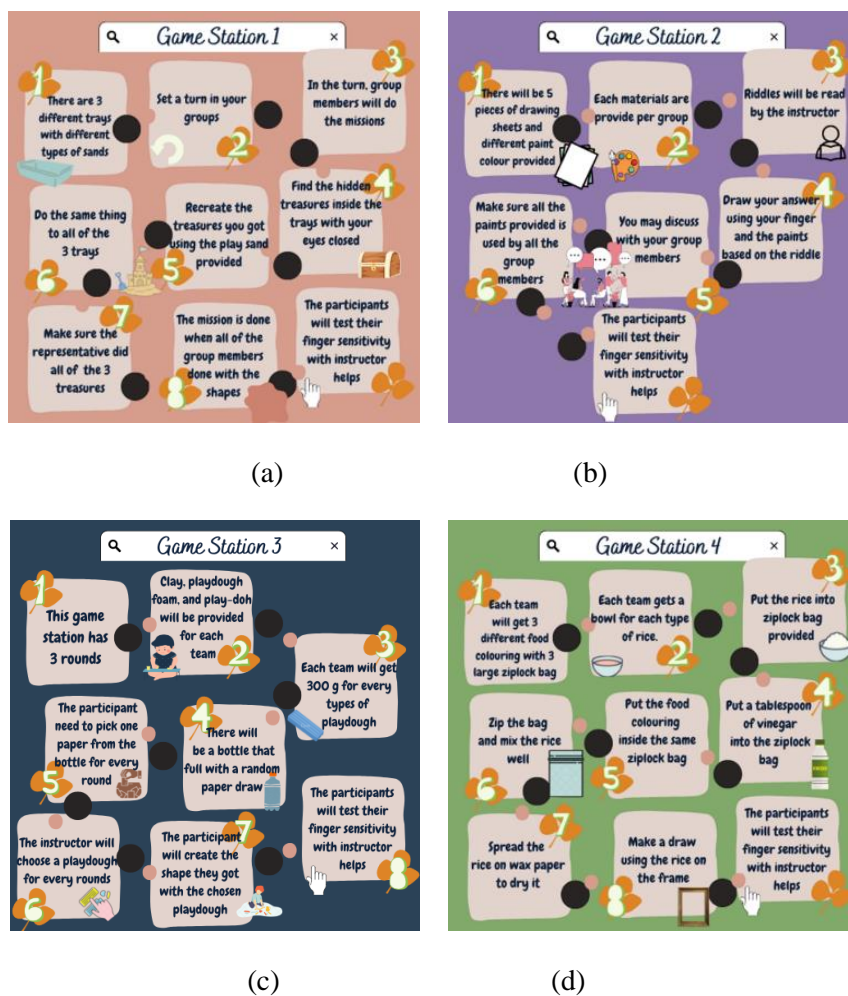 Game Station 1
1
There are 3
different trays
with different
types of sands
Set a turn in your
groups
2
3
In the turn, group
members will do
the missions
4
Find the hidden
treasures inside the
trays with your
eyes closed
Recreate the
treasures you got
using the play sand
provided
5
Do the same thing
to all of the
3 trays
6
7
Make sure the
representative did
all of the 3
treasures
The mission is done
when all of the
group members
done with the
shapes
8
The participants
will test their
finger sensitivity
with instructor
helps
(a)
Game Station 2
1
There will be 5
pieces of drawing
sheets and
different paint
colour provided
Each materials are
provide per group
2
3
Riddles will be read
by the instructor
4
Draw your answer
using your finger
and the paints
based on the riddle
You may discuss
with your group
members
5
Make sure all the
paints provided is
used by all the
group
members
6
The participants
will test their
finger sensitivity
with instructor
helps
(b)
Game Station 3
1
This game
station has
3 rounds
Clay, playdough
foam, and play-doh
will be provided
for each
team
2
3
Each team will get
300 g for every
types of
playdough
4
There will
be a bottle that
full with a random
paper draw
The participant
need to pick one
paper from the
bottle for every
round
5
The instructor will
choose a playdough
for every rounds
6
7
The participant
will create the
shape they got
with the chosen
playdough
The participants
will test their
finger sensitivity
with instructor
helps
8
(c)
Game Station 4
1
Each team
will get 3
different food
colouring with 3
large ziplock bag
Each team gets a
bowl for each type
of rice.
2
3
Put the rice into
ziplock bag
provided
4
Put a tablespoon
of vinegar
into the ziplock
bag
Put the food
colouring
inside the same
ziplock bag
5
Zip the bag
and mix the rice
well
6
7
Spread the
rice on wax paper
to dry it
Make a draw
using the rice on
the frame
8
The participants
will test their
finger sensitivity
with instructor
helps
(d)